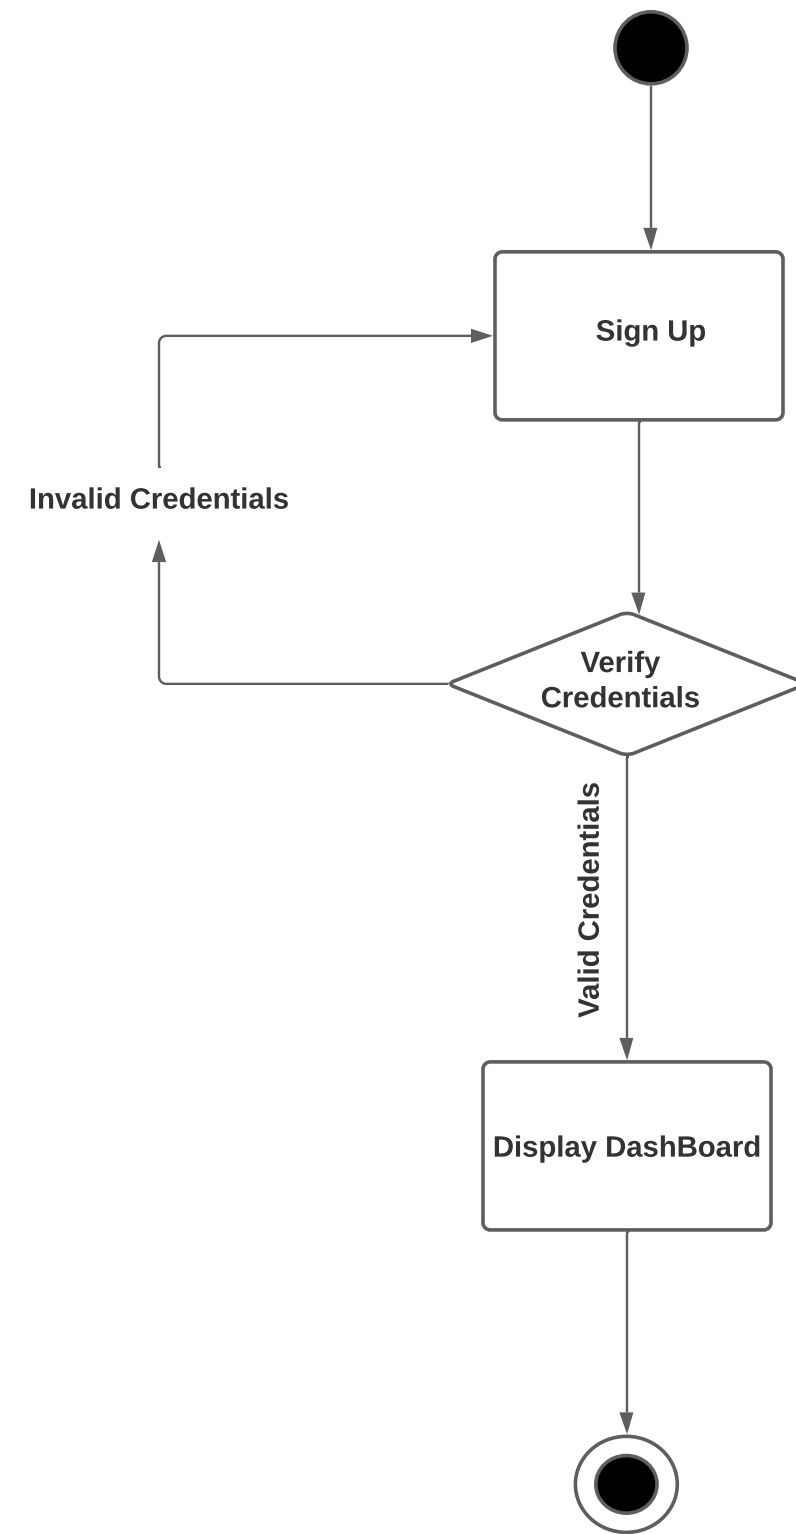 Sign Up
Invalid Credentials
Verify
Credentials
Valid Credentials
Display DashBoard